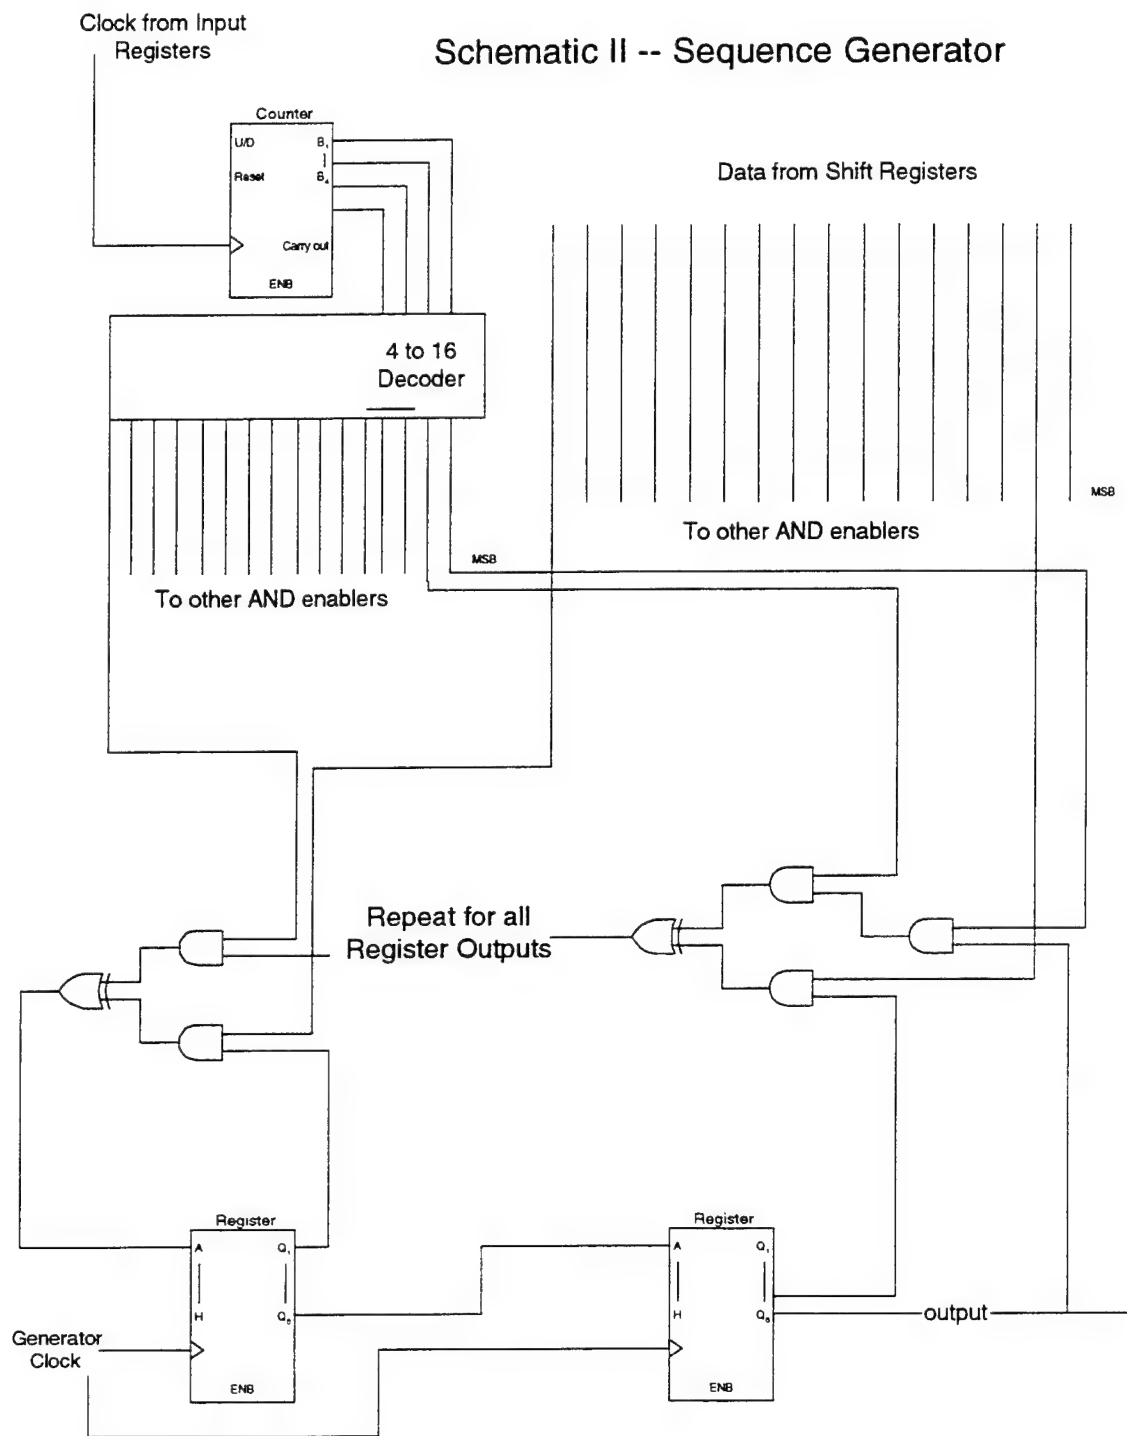 Clock from Input
Registers
Schematic II -- Sequence Generator
Counter
U/D
B₁
Reset
B₄
Carry out
ENB
Data from Shift Registers
4 to 16
Decoder
MSB
To other AND enablers
MSB
To other AND enablers
Repeat for all
Register Outputs
Register
A
Q₁
H
Q₈
ENB
Register
A
Q₁
H
Q₈
ENB
output
Generator
Clock